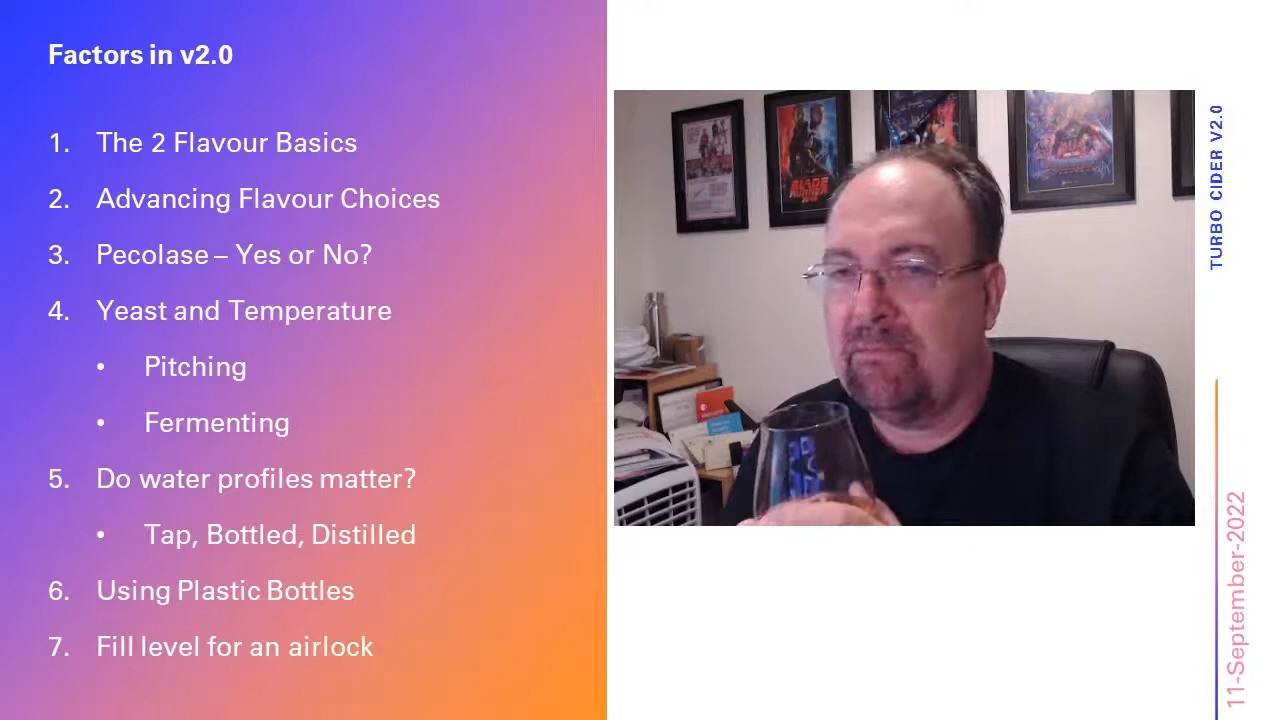 Factors in v2.0
1. The 2 Flavour Basics
2. Advancing Flavour Choices
3. Pecolase – Yes or No?
4. Yeast and Temperature
• Pitching
• Fermenting
5. Do water profiles matter?
• Tap, Bottled, Distilled
6. Using Plastic Bottles
7. Fill level for an airlock
BLADE
RUNNER
TURBO CIDER V2.0
11-September-2022